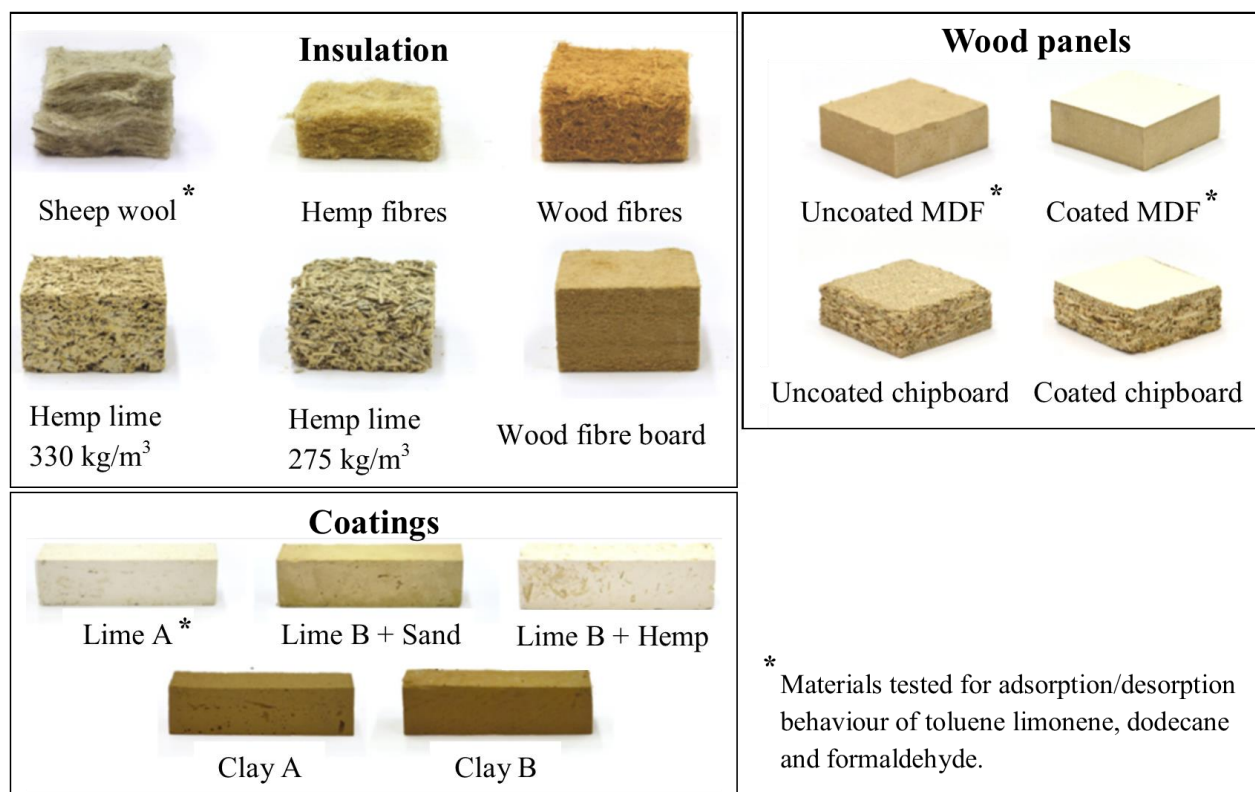 Insulation
Sheep wool *
Hemp fibres
Wood fibres
Hemp lime
330 kg/m³
Hemp lime
275 kg/m³
Wood fibre board
Wood panels
Uncoated MDF *
Coated MDF *
Uncoated chipboard
Coated chipboard
Coatings
Lime A *
Lime B + Sand
Lime B + Hemp
Clay A
Clay B
* Materials tested for adsorption/desorption
behaviour of toluene limonene, dodecane
and formaldehyde.